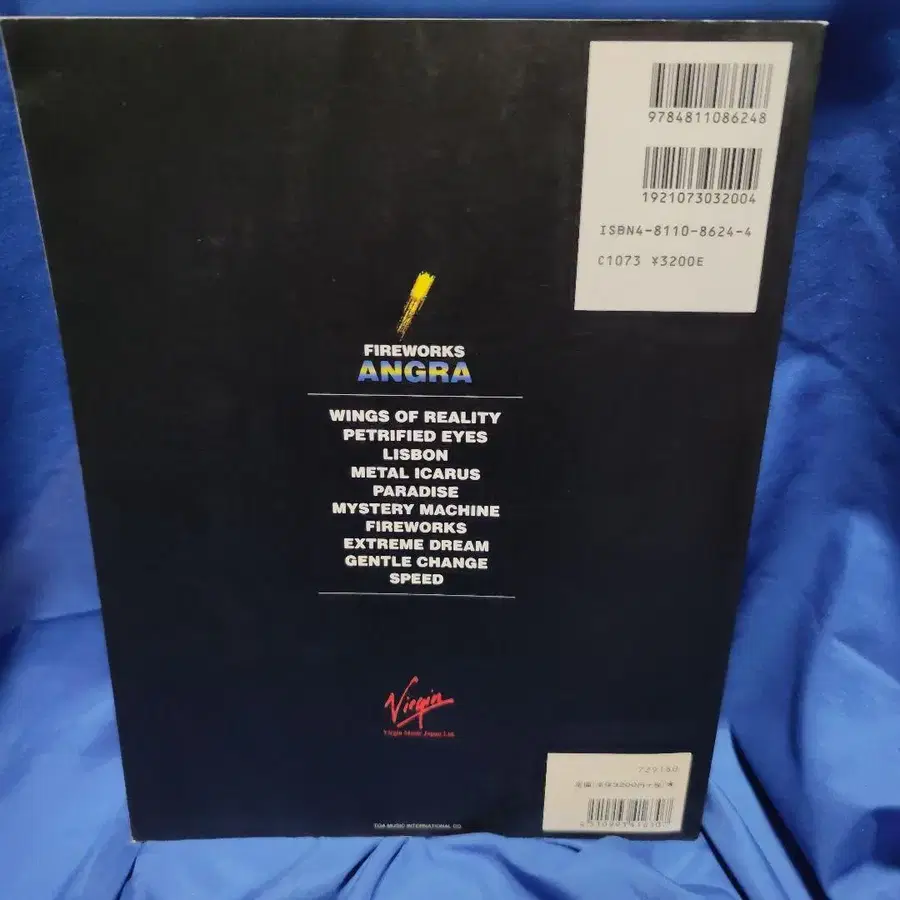 9784811086248
1921073032004
ISBN4-8110-8624-4
C1073 ¥3200E
FIREWORKS
ANGRA
WINGS OF REALITY
PETRIFIED EYES
LISBON
METAL ICARUS
PARADISE
MYSTERY MACHINE
FIREWORKS
EXTREME DREAM
GENTLE CHANGE
SPEED
Virgin
Virgin Music Japan Ltd.
MUSIC INTERNATIONAL CO